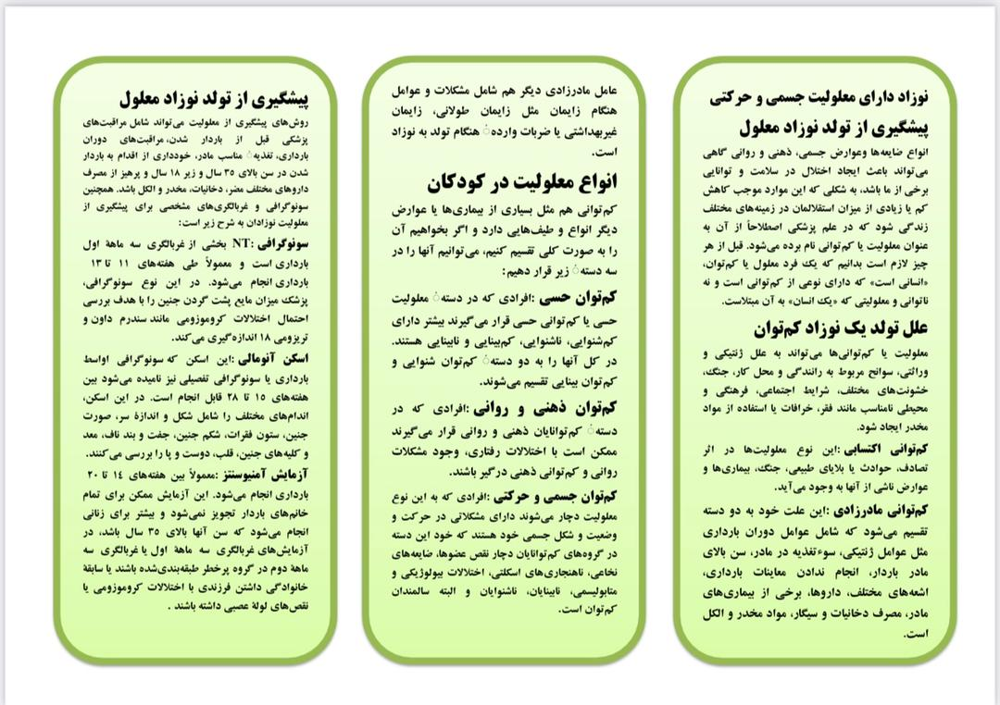 نوزاد دارای معلولیت جسمی و حرکتی
پیشگیری از تولد نوزاد معلول
انواع ضایعه‌ها وعوارض جسمی، ذهنی و روانی گاهی
می‌تواند باعث ایجاد اختلال در سلامت و توانایی
برخی از ما باشد، به شکلی که این موارد موجب کاهش
کم یا زیادی از میزان استقلالمان در زمینه‌های مختلف
زندگی شود که در علم پزشکی اصطلاحاً از آن به
عنوان معلولیت یا کم‌توانی نام برده می‌شود. قبل از هر
چیز لازم است بدانیم که یک فرد معلول یا کم‌توان،
«انسانی است» که دارای نوعی از کم‌توانی است و نه
ناتوانی و معلولیتی که «یک انسان» به آن مبتلاست.
علل تولد یک نوزاد کم‌توان
معلولیت یا کم‌توانی‌ها می‌تواند به علل ژنتیکی و
وراثتی، سوانح مربوط به رانندگی و محل کار، جنگ،
خشونت‌های مختلف، شرایط اجتماعی، فرهنگی و
محیطی نامناسب مانند فقر، خرافات یا استفاده از مواد
مخدر ایجاد شود.
کم‌توانی اکتسابی :این نوع معلولیت‌ها در اثر
تصادف، حوادث یا بلایای طبیعی، جنگ، بیماری‌ها و
عوارض ناشی از آنها به وجود می‌آید.
کم‌توانی مادرزادی :این علت خود به دو دسته
تقسیم می‌شود که شامل عوامل دوران بارداری
مثل عوامل ژنتیکی، سوءتغذیه در مادر، سن بالای
مادر باردار، انجام ندادن معاینات بارداری،
اشعه‌های مختلف، داروها، برخی از بیماری‌های
مادر، مصرف دخانیات و سیگار، مواد مخدر و الکل
است.
عامل مادرزادی دیگر هم شامل مشکلات و عوامل
هنگام زایمان مثل زایمان طولانی، زایمان
غیربهداشتی یا ضربات واردهٔ هنگام تولد به نوزاد
است.
انواع معلولیت در کودکان
کم‌توانی هم مثل بسیاری از بیماری‌ها یا عوارض
دیگر انواع و طیف‌هایی دارد و اگر بخواهیم آن
را به صورت کلی تقسیم کنیم، می‌توانیم آنها را در
سه دستهٔ زیر قرار دهیم:
کم‌توان حسی :افرادی که در دستهٔ معلولیت
حسی یا کم‌توانی حسی قرار می‌گیرند بیشتر دارای
کم‌شنوایی، ناشنوایی، کم‌بینایی و نابینایی هستند.
در کل آنها را به دو دستهٔ کم‌توان شنوایی و
کم‌توان بینایی تقسیم می‌شوند.
کم‌توان ذهنی و روانی :افرادی که در
دستهٔ کم‌توانایان ذهنی و روانی قرار می‌گیرند
ممکن است با اختلالات رفتاری، وجود مشکلات
روانی و کم‌توانی ذهنی درگیر باشند.
کم‌توان جسمی و حرکتی :افرادی که به این نوع
معلولیت دچار می‌شوند دارای مشکلاتی در حرکت و
وضعیت و شکل جسمی خود هستند که خود این دسته
در گروه‌های کم‌توانایان دچار نقص عضوها، ضایعه‌های
نخاعی، ناهنجاری‌های اسکلتی، اختلالات بیولوژیکی و
متابولیسمی، نابینایان، ناشنوایان و البته سالمندان
کم‌توان است.
پیشگیری از تولد نوزاد معلول
روش‌های پیشگیری از معلولیت می‌تواند شامل مراقبت‌های
پزشکی قبل از باردار شدن، مراقبت‌های دوران
بارداری، تغذیهٔ مناسب مادر، خودداری از اقدام به باردار
شدن در سن بالای ۳۵ سال و زیر ۱۸ سال و پرهیز از مصرف
داروهای مختلف مضر، دخانیات، مخدر و الکل باشد. همچنین
سونوگرافی و غربالگری‌های مشخصی برای پیشگیری از
معلولیت نوزادان به شرح زیر است:
سونوگرافی NT: بخشی از غربالگری سه ماههٔ اول
بارداری است و معمولاً طی هفته‌های ۱۱ تا ۱۳
بارداری انجام می‌شود. در این نوع سونوگرافی،
پزشک میزان مایع پشت گردن جنین را با هدف بررسی
احتمال اختلالات کروموزومی مانند سندرم داون و
تریزومی ۱۸ اندازه‌گیری می‌کند.
اسکن آنومالی :این اسکن که سونوگرافی اواسط
بارداری یا سونوگرافی تفصیلی نیز نامیده می‌شود بین
هفته‌های ۱۵ تا ۲۸ قابل انجام است. در این اسکن،
اندام‌های مختلف را شامل شکل و اندازهٔ سر، صورت
جنین، ستون فقرات، شکم جنین، جفت و بند ناف، معد
و کلیه‌های جنین، قلب، دوست و پا را بررسی می‌کنند.
آزمایش آمنیوسنتز :معمولاً بین هفته‌های ۱۴ تا ۲۰
بارداری انجام می‌شود. این آزمایش ممکن برای تمام
خانم‌های باردار تجویز نمی‌شود و بیشتر برای زنانی
انجام می‌شود که سن آنها بالای ۳۵ سال باشد، در
آزمایش‌های غربالگری سه ماههٔ اول یا غربالگری سه
ماههٔ دوم در گروه پرخطر طبقه‌بندی‌شده باشند یا سابقهٔ
خانوادگی داشتن فرزندی با اختلالات کروموزومی یا
نقص‌های لولهٔ عصبی داشته باشند .